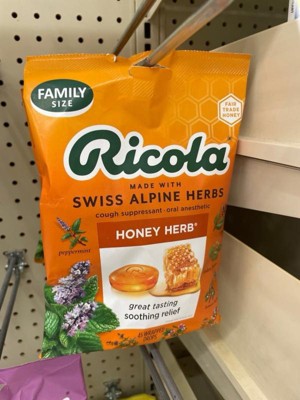 FAMILY
SIZE
FAIR
TRADE
HONEY
Ricola
MADE WITH
SWISS ALPINE HERBS
cough suppressant · oral anesthetic
HONEY HERB®
peppermint
great tasting
soothing relief